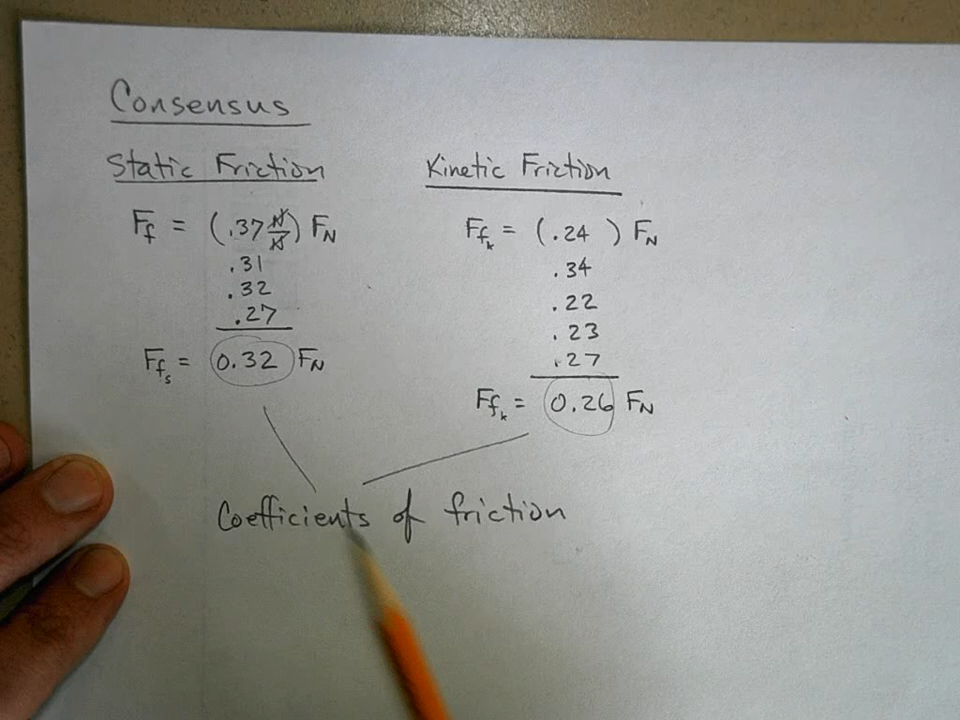 Consensus
Static Friction
Ff = (.37 N/N) FN
.31
.32
.27
Ffs = 0.32 FN
Kinetic Friction
Ffk = (.24 ) FN
.34
.22
.23
.27
Ffk = 0.26 FN
Coefficients of friction